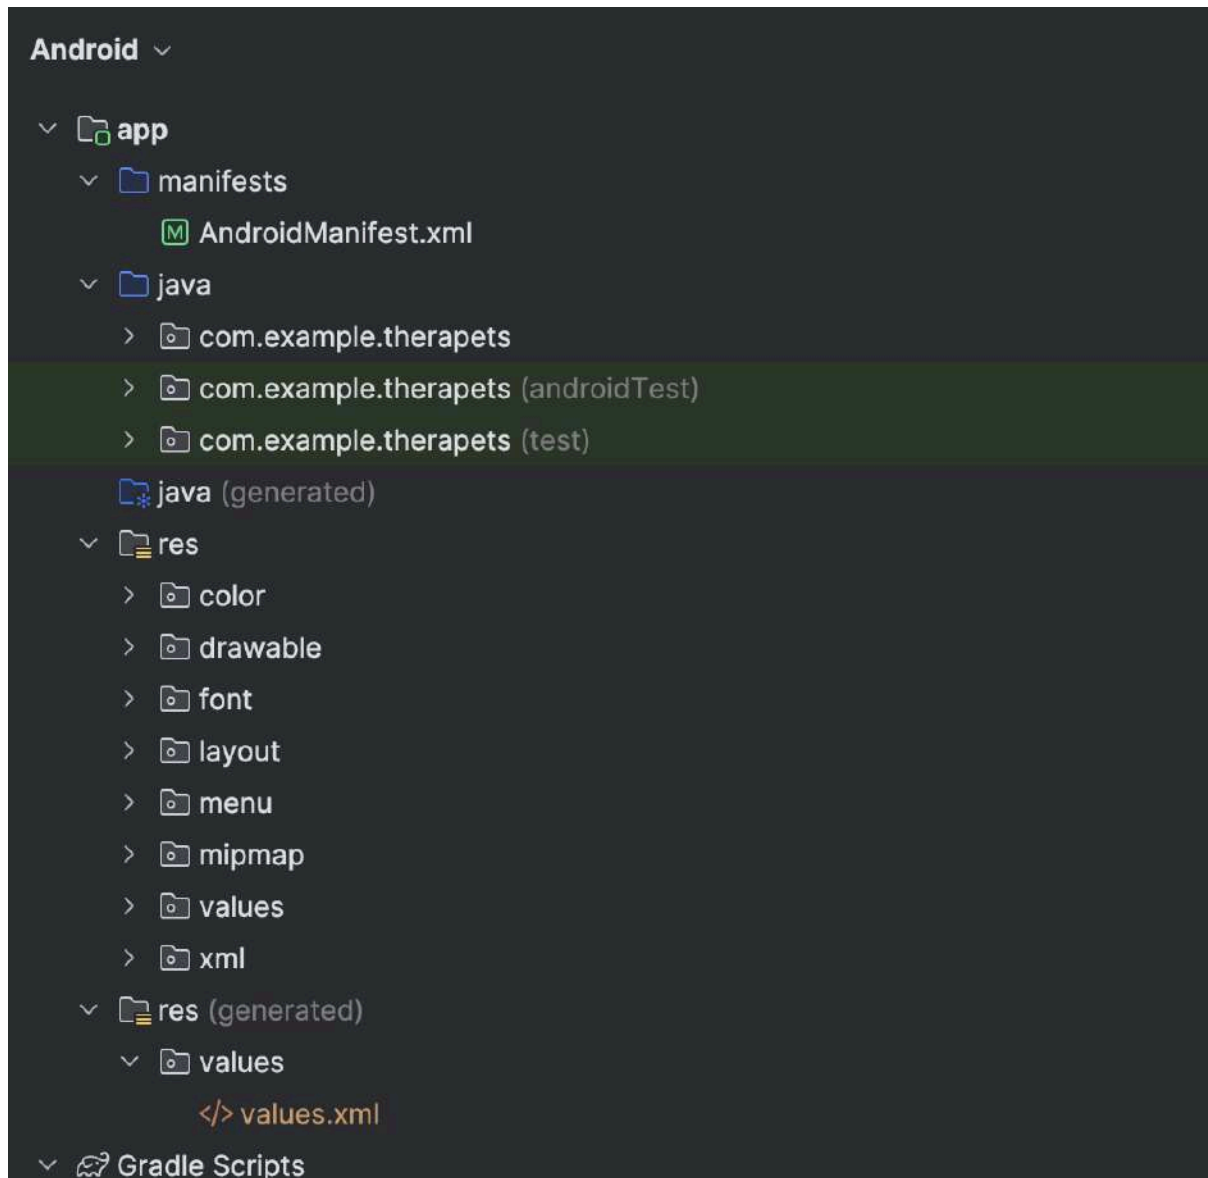 Android
app
manifests
M AndroidManifest.xml
java
com.example.therapets
com.example.therapets (androidTest)
com.example.therapets (test)
java (generated)
res
color
drawable
font
layout
menu
mipmap
values
xml
res (generated)
values
</> values.xml
Gradle Scripts